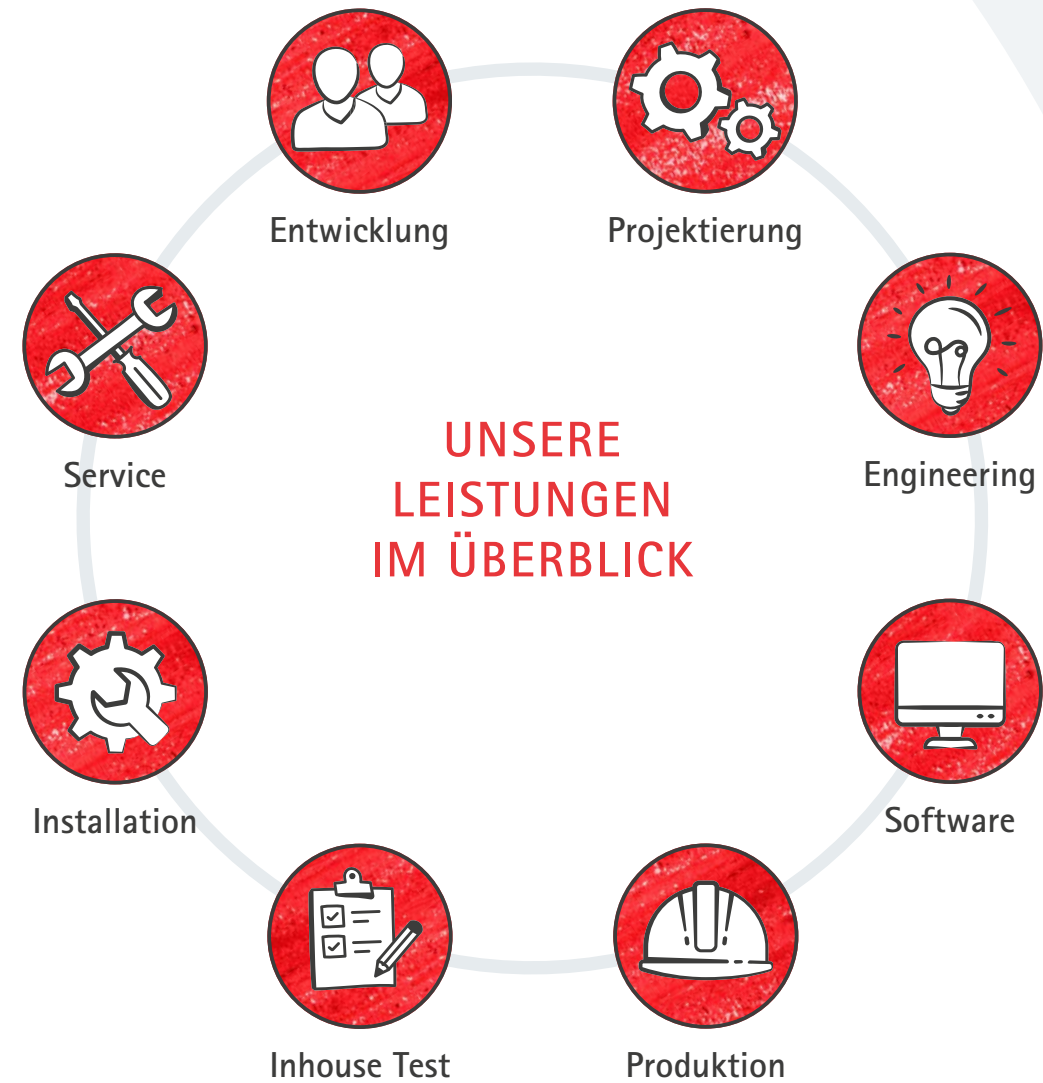 Entwicklung
Projektierung
Service
Engineering
UNSERE
LEISTUNGEN
IM ÜBERBLICK
Installation
Software
Inhouse Test
Produktion